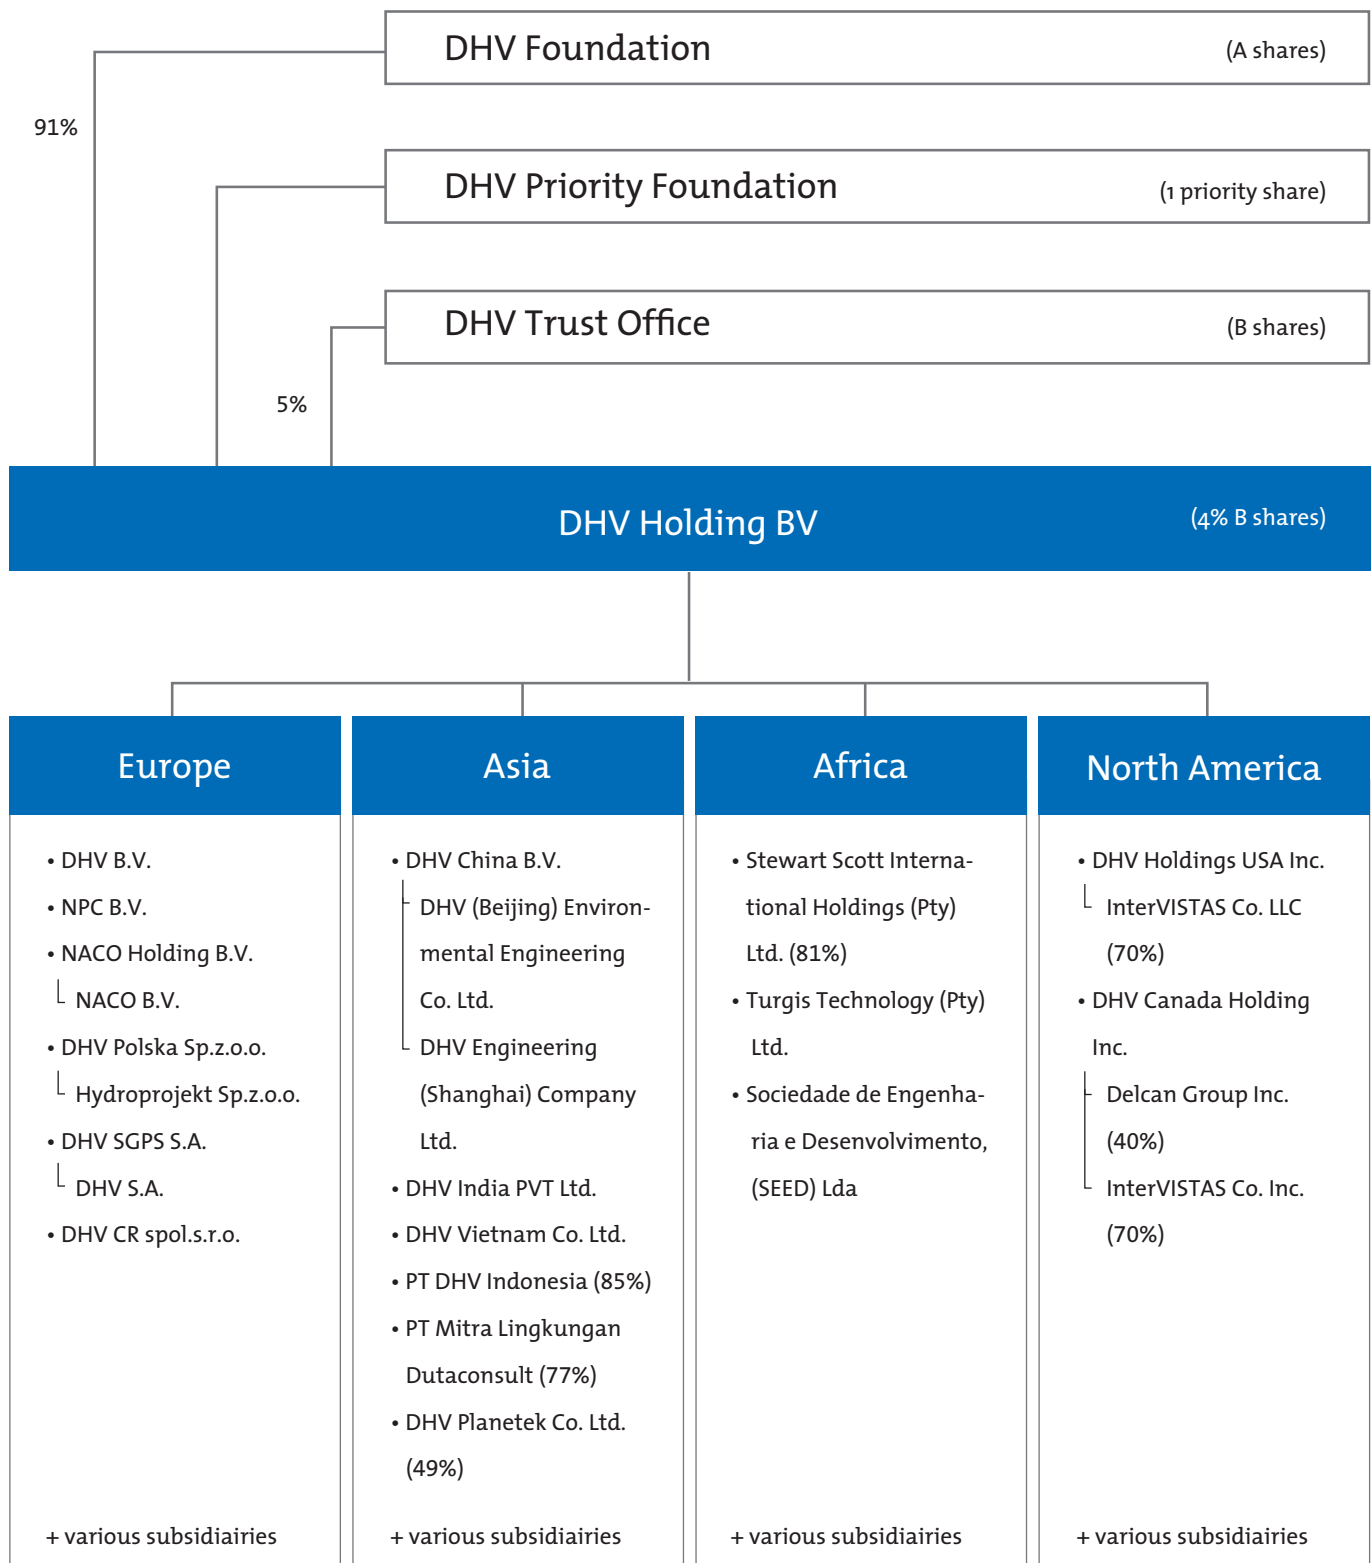 DHV Foundation (A shares)
91%
DHV Priority Foundation (1 priority share)
DHV Trust Office (B shares)
5%
DHV Holding BV (4% B shares)
Europe
• DHV B.V.
• NPC B.V.
• NACO Holding B.V.
NACO B.V.
• DHV Polska Sp.z.o.o.
Hydroprojekt Sp.z.o.o.
• DHV SGPS S.A.
DHV S.A.
• DHV CR spol.s.r.o.
+ various subsidiairies
Asia
• DHV China B.V.
DHV (Beijing) Environ-
mental Engineering
Co. Ltd.
DHV Engineering
(Shanghai) Company
Ltd.
• DHV India PVT Ltd.
• DHV Vietnam Co. Ltd.
• PT DHV Indonesia (85%)
• PT Mitra Lingkungan
Dutaconsult (77%)
• DHV Planetek Co. Ltd.
(49%)
+ various subsidiairies
Africa
• Stewart Scott Interna-
tional Holdings (Pty)
Ltd. (81%)
• Turgis Technology (Pty)
Ltd.
• Sociedade de Engenha-
ria e Desenvolvimento,
(SEED) Lda
+ various subsidiairies
North America
• DHV Holdings USA Inc.
InterVISTAS Co. LLC
(70%)
• DHV Canada Holding
Inc.
Delcan Group Inc.
(40%)
InterVISTAS Co. Inc.
(70%)
+ various subsidiairies